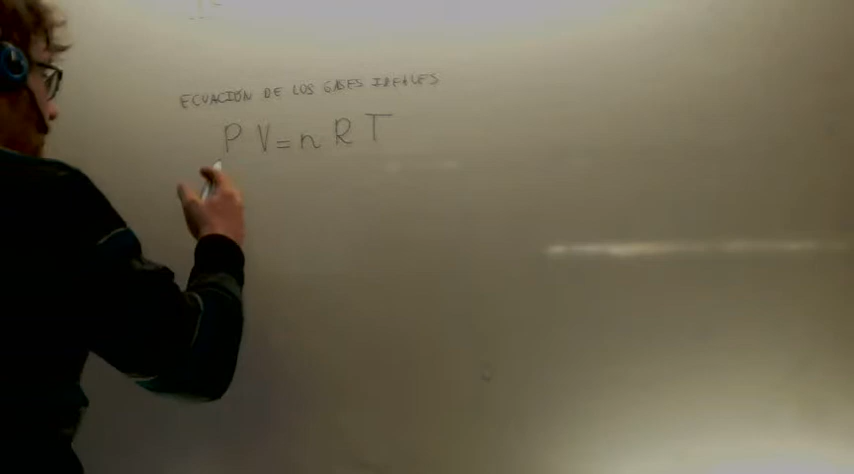 ECUACIÓN DE LOS GASES IDEALES
P V = n R T